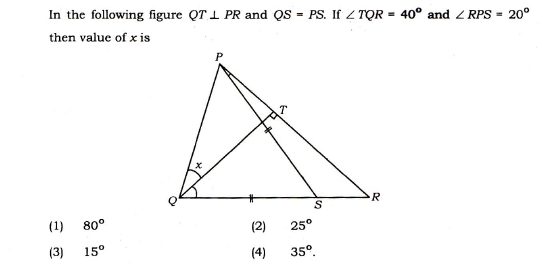 In the following figure QT ⊥ PR and QS = PS. If ∠ TQR = 40° and ∠ RPS = 20°
then value of x is
P
T
x
Q
S
R
(1) 80° (2) 25°
(3) 15° (4) 35°.